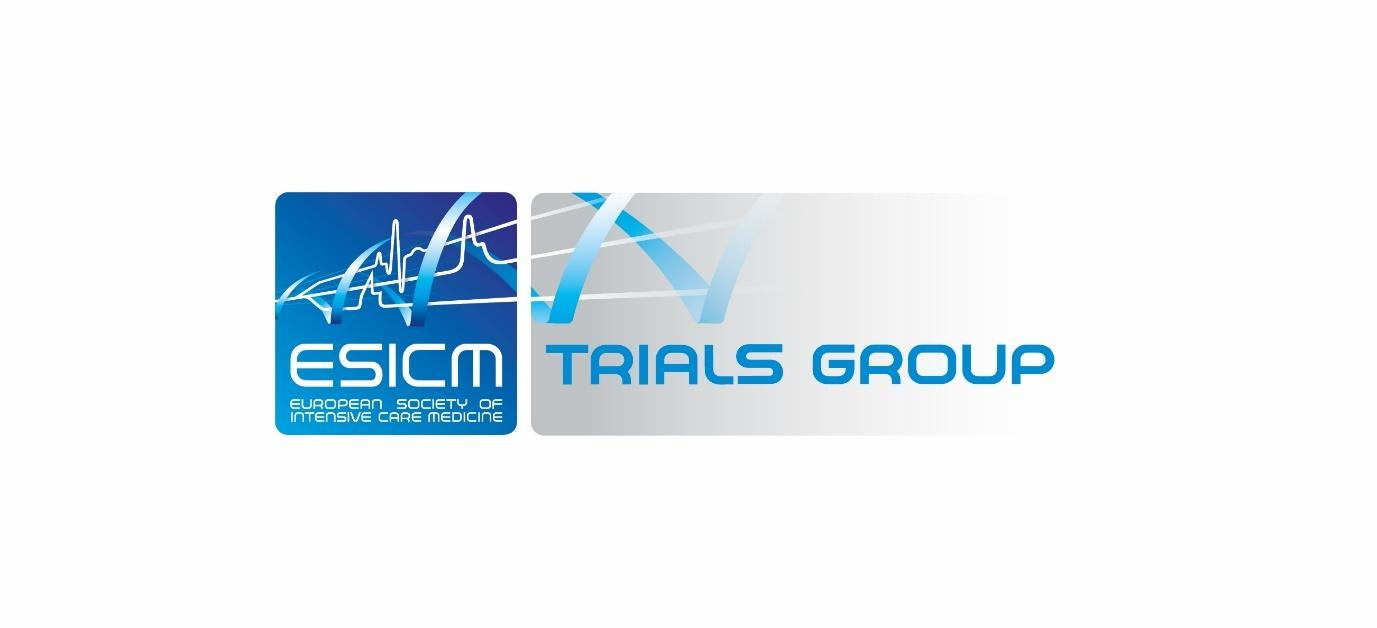 ESICM
EUROPEAN SOCIETY OF
INTENSIVE CARE MEDICINE
TRIALS GROUP